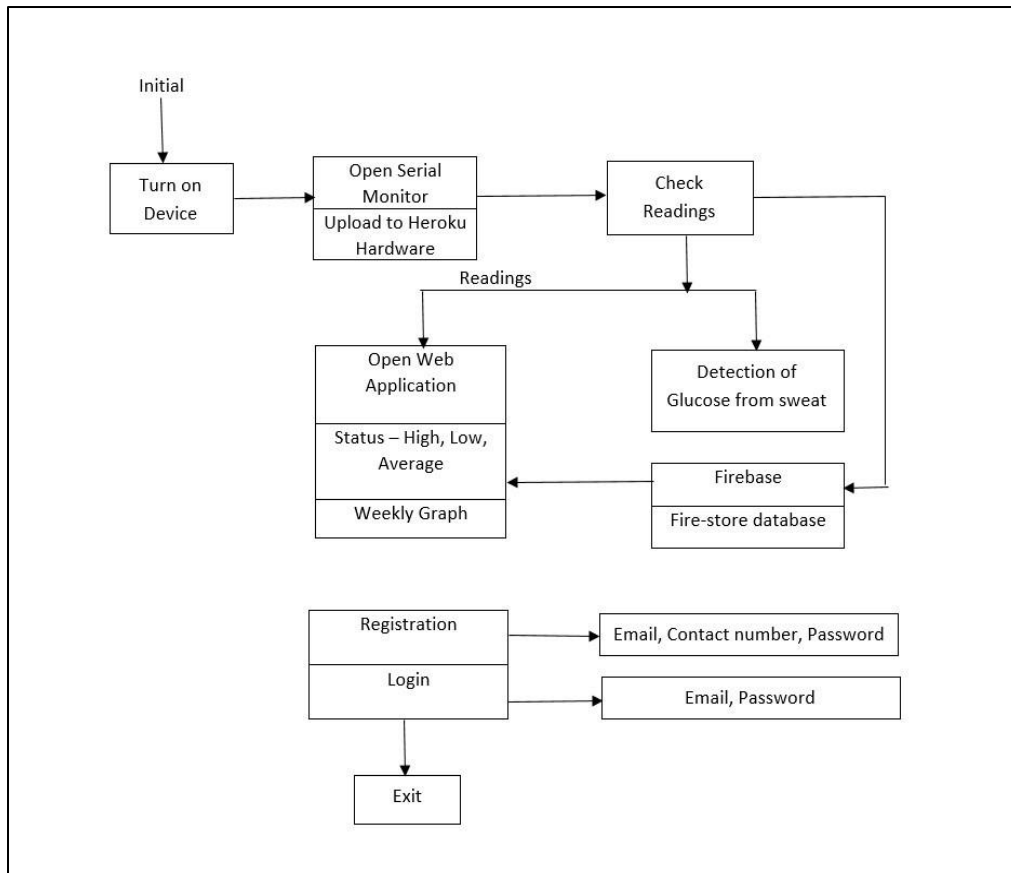 Initial
Turn on
Device
Open Serial
Monitor
Upload to Heroku
Hardware
Check
Readings
Readings
Open Web
Application
Status – High, Low,
Average
Weekly Graph
Detection of
Glucose from sweat
Firebase
Fire-store database
Registration
Login
Email, Contact number, Password
Email, Password
Exit